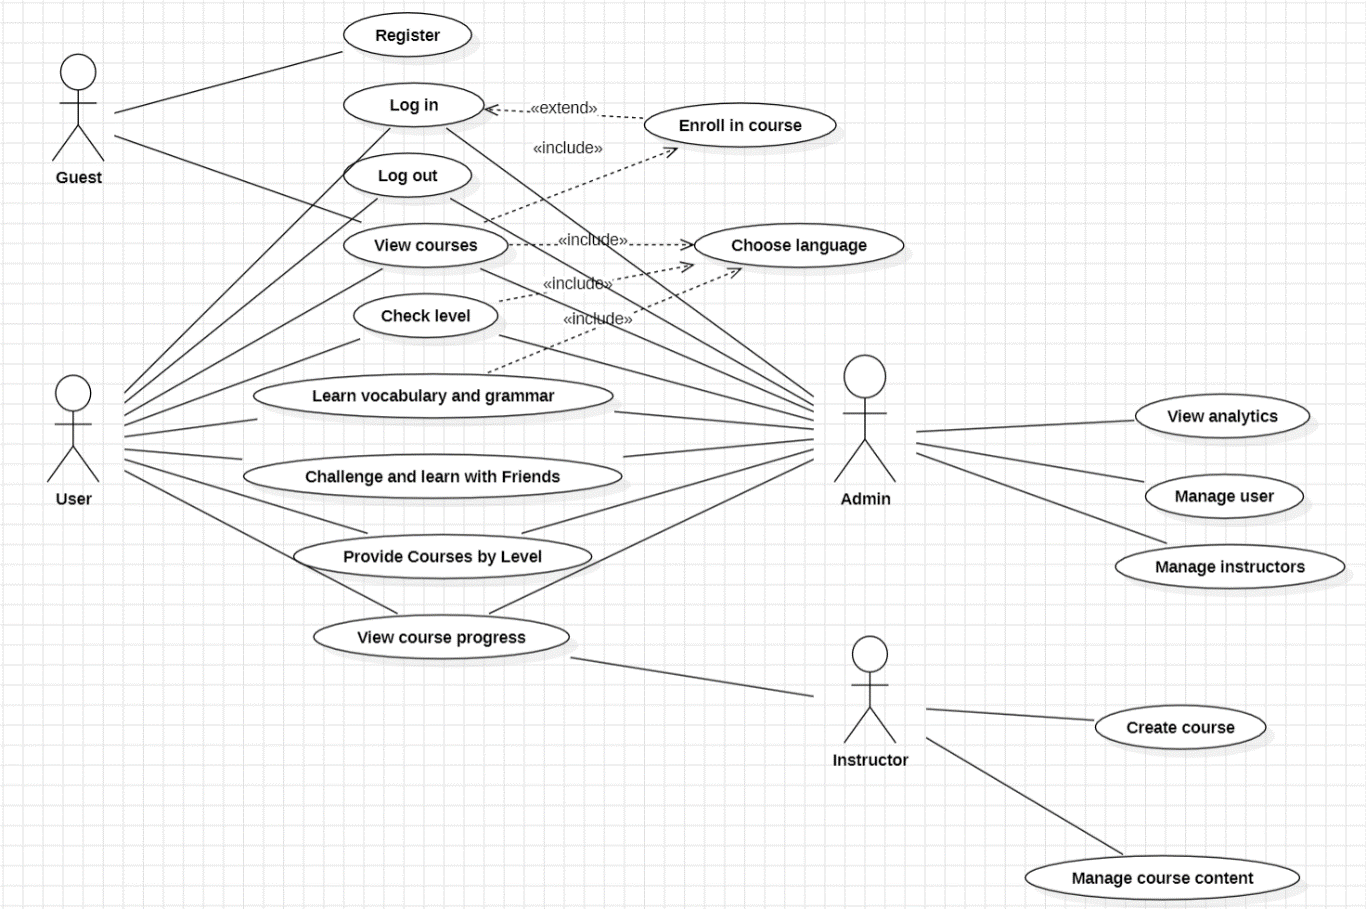 Register
Log in
«extend»
Enroll in course
«include»
Guest
Log out
View courses
«include»
Choose language
«include»
Check level
«include»
Learn vocabulary and grammar
View analytics
Challenge and learn with Friends
User
Admin
Manage user
Provide Courses by Level
Manage instructors
View course progress
Create course
Instructor
Manage course content